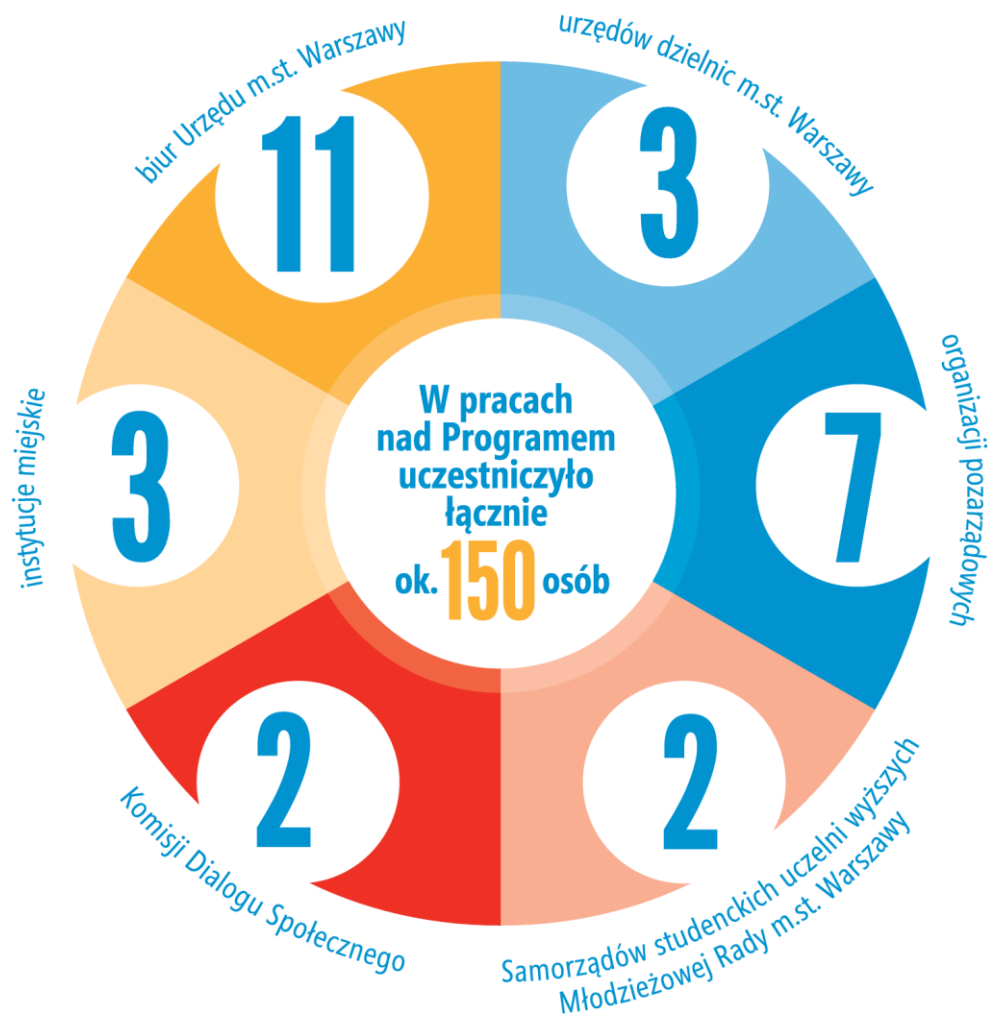 W pracach
nad Programem
uczestniczyło
łącznie
ok. 150 osób
11
biur Urzędu m.st. Warszawy
3
urzędów dzielnic m.st. Warszawy
7
organizacji pozarządowych
2
Samorządów studenckich uczelni wyższych
Młodzieżowej Rady m.st. Warszawy
2
Komisji Dialogu Społecznego
3
instytucje miejskie